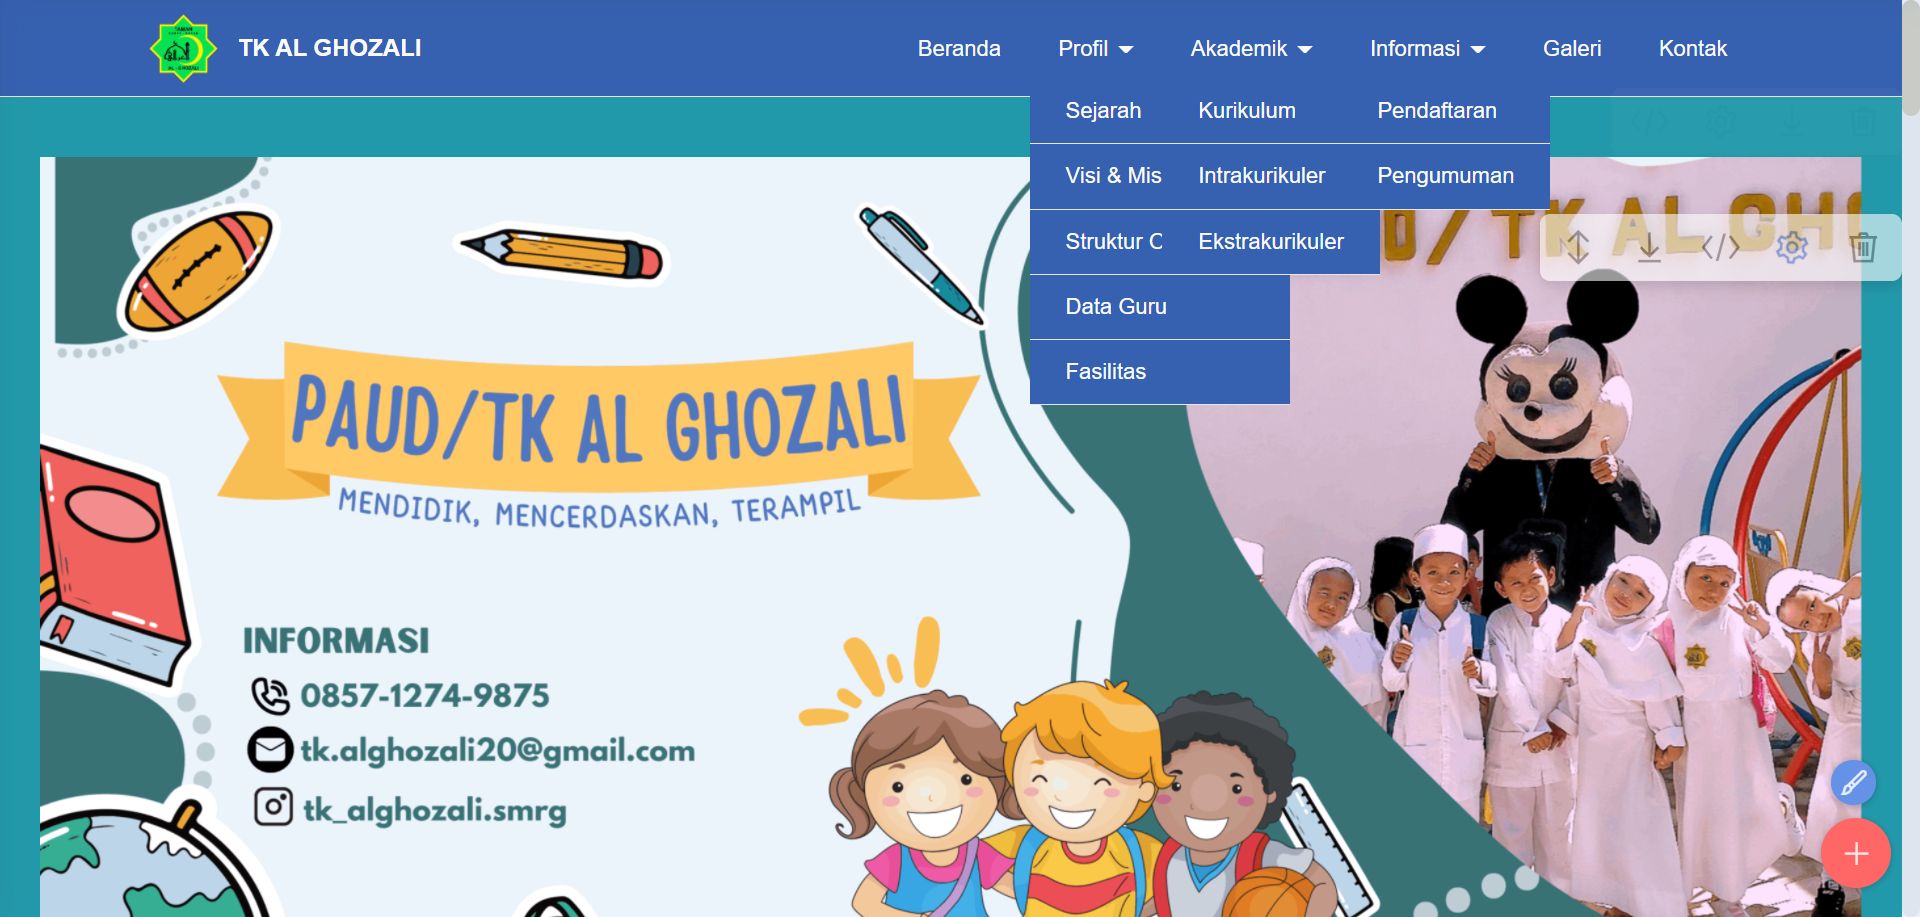 TK AL GHOZALI
Beranda
Profil
Akademik
Informasi
Galeri
Kontak
Sejarah
Kurikulum
Pendaftaran
Visi & Mis
Intrakurikuler
Pengumuman
Struktur O
Ekstrakurikuler
Data Guru
Fasilitas
D/TK AL GHO
PAUD/TK AL GHOZALI
MENDIDIK, MENCERDASKAN, TERAMPIL
INFORMASI
0857-1274-9875
tk.alghozali20@gmail.com
tk_alghozali.smrg